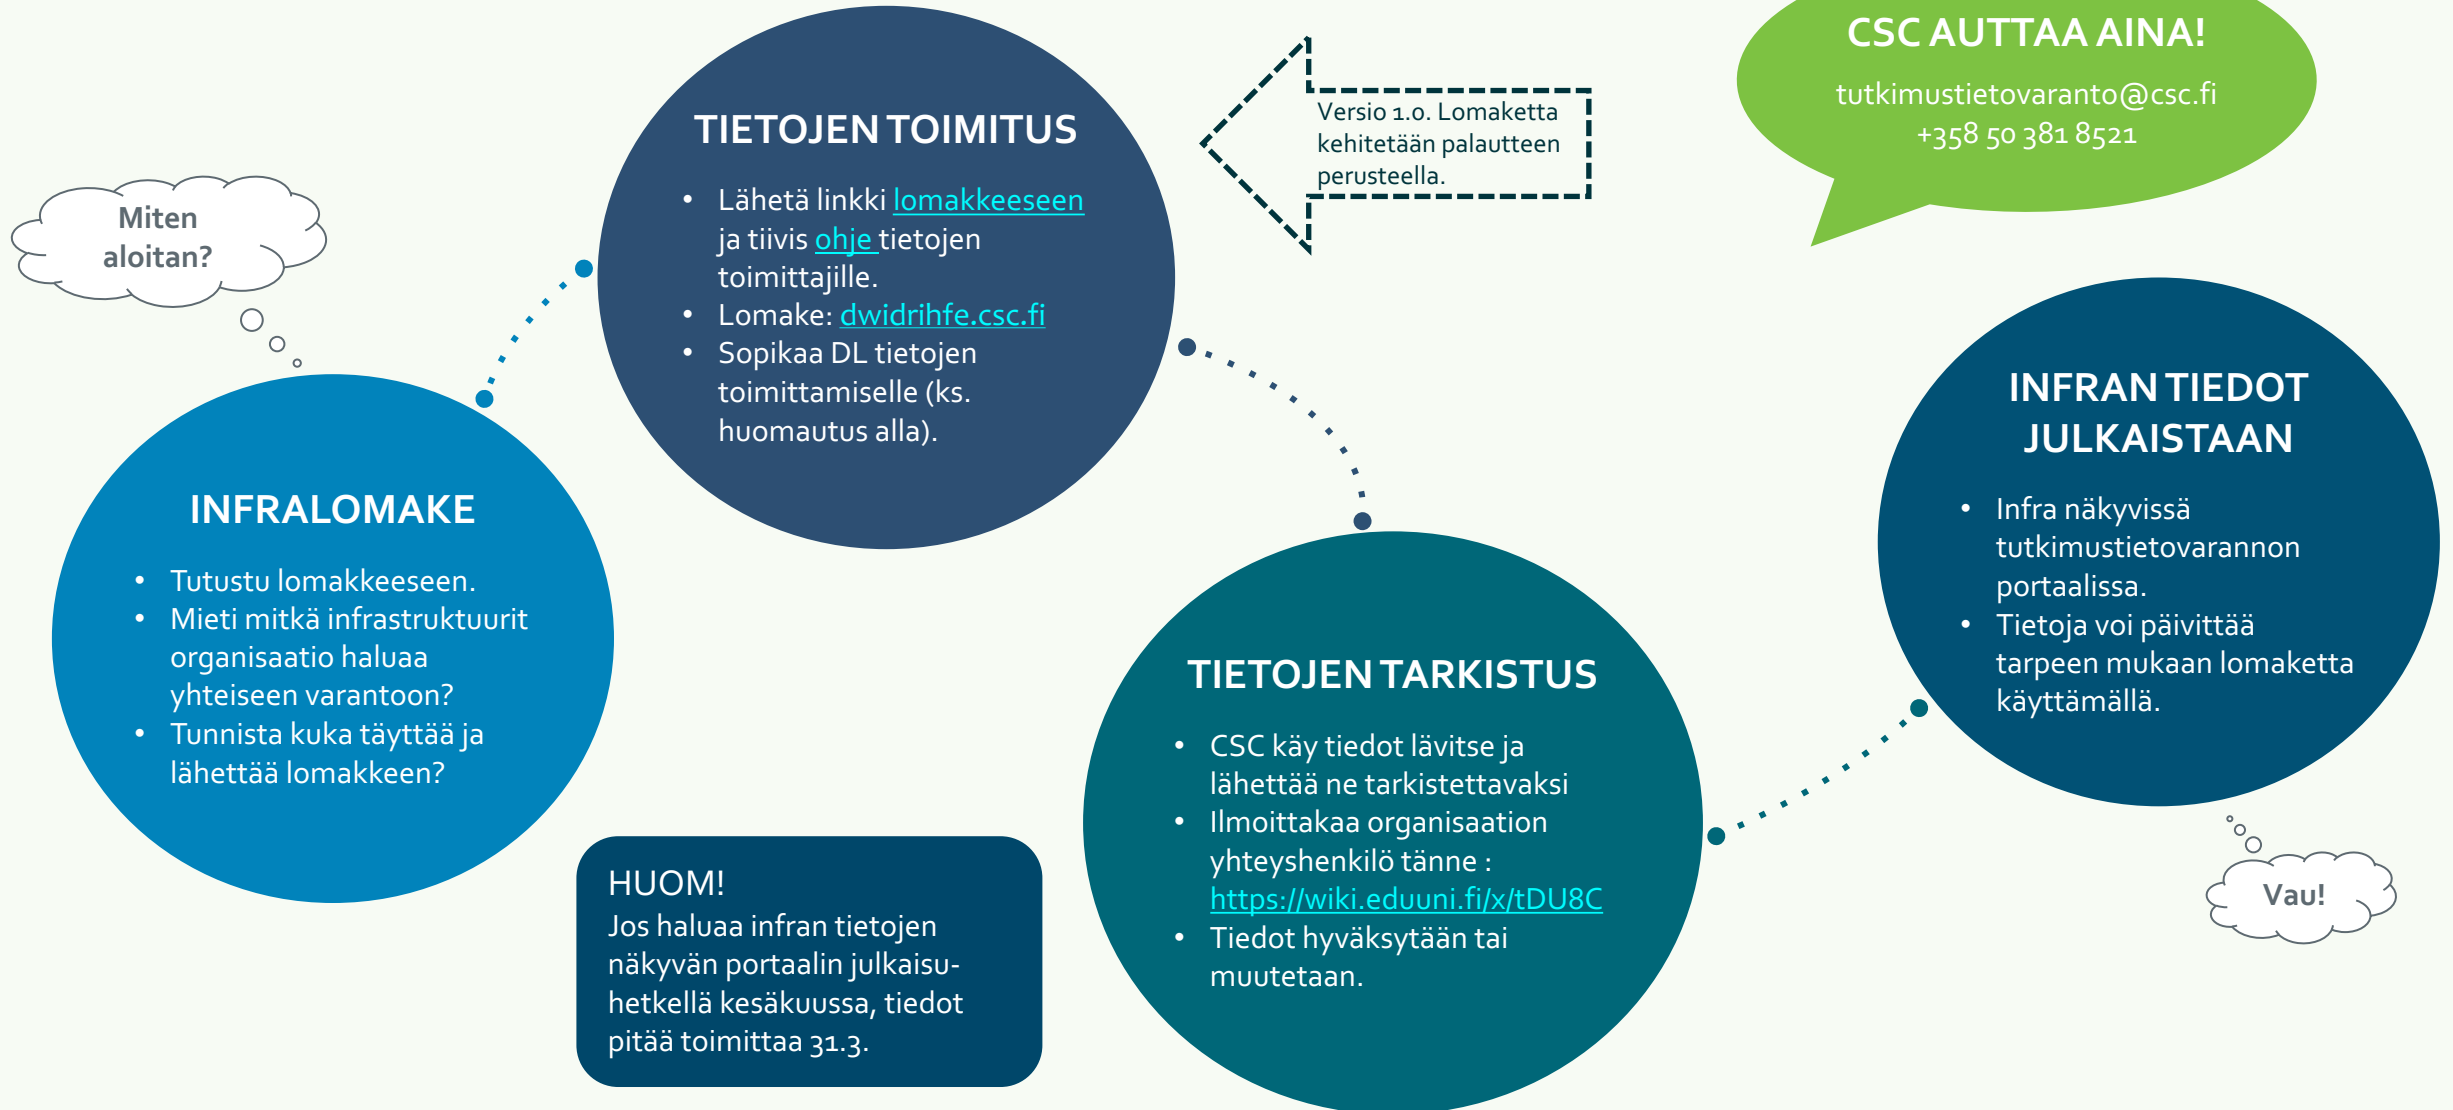 Miten
aloitan?
INFRALOMAKE
• Tutustu lomakkeeseen.
• Mieti mitkä infrastruktuurit
organisaatio haluaa
yhteiseen varantoon?
• Tunnista kuka täyttää ja
lähettää lomakkeen?
TIETOJEN TOIMITUS
• Lähetä linkki lomakkeeseen
ja tiivis ohje tietojen
toimittajille.
• Lomake: dwidrihfe.csc.fi
• Sopikaa DL tietojen
toimittamiselle (ks.
huomautus alla).
Versio 1.0. Lomaketta
kehitetään palautteen
perusteella.
HUOM!
Jos haluaa infran tietojen
näkyvän portaalin julkaisu-
hetkellä kesäkuussa, tiedot
pitää toimittaa 31.3.
TIETOJEN TARKISTUS
• CSC käy tiedot lävitse ja
lähettää ne tarkistettavaksi
• Ilmoittakaa organisaation
yhteyshenkilö tänne :
https://wiki.eduuni.fi/x/tDU8C
• Tiedot hyväksytään tai
muutetaan.
CSC AUTTAA AINA!
tutkimustietovaranto@csc.fi
+358 50 381 8521
INFRAN TIEDOT
JULKAISTAAN
• Infra näkyvissä
tutkimustietovarannon
portaalissa.
• Tietoja voi päivittää
tarpeen mukaan lomaketta
käyttämällä.
Vau!